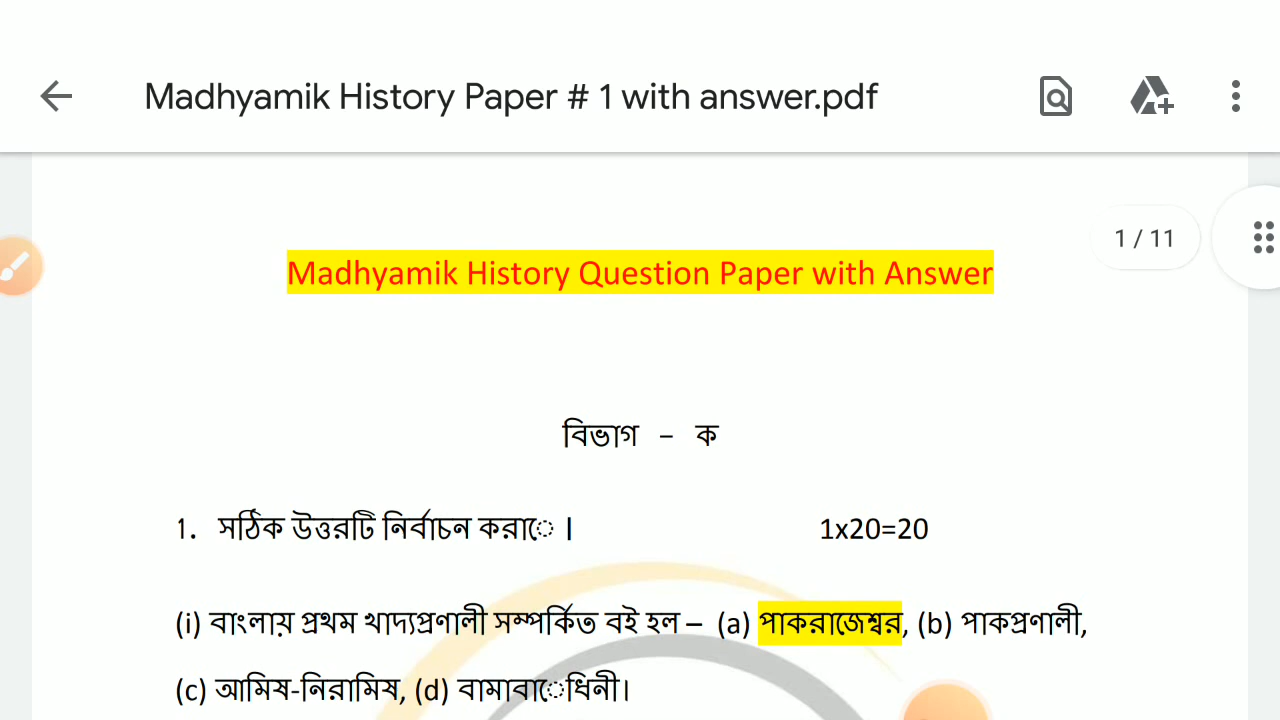 Madhyamik History Paper # 1 with answer.pdf
1 / 11
Madhyamik History Question Paper with Answer
বিভাগ – ক
1. সঠিক উত্তরটি নির্বাচন করাে । 1x20=20
(i) বাংলায় প্রথম খাদ্যপ্রণালী সম্পর্কিত বই হল – (a) পাকরাজেশ্বর, (b) পাকপ্রণালী,
(c) আমিষ-নিরামিষ, (d) বামাবােধিনী।